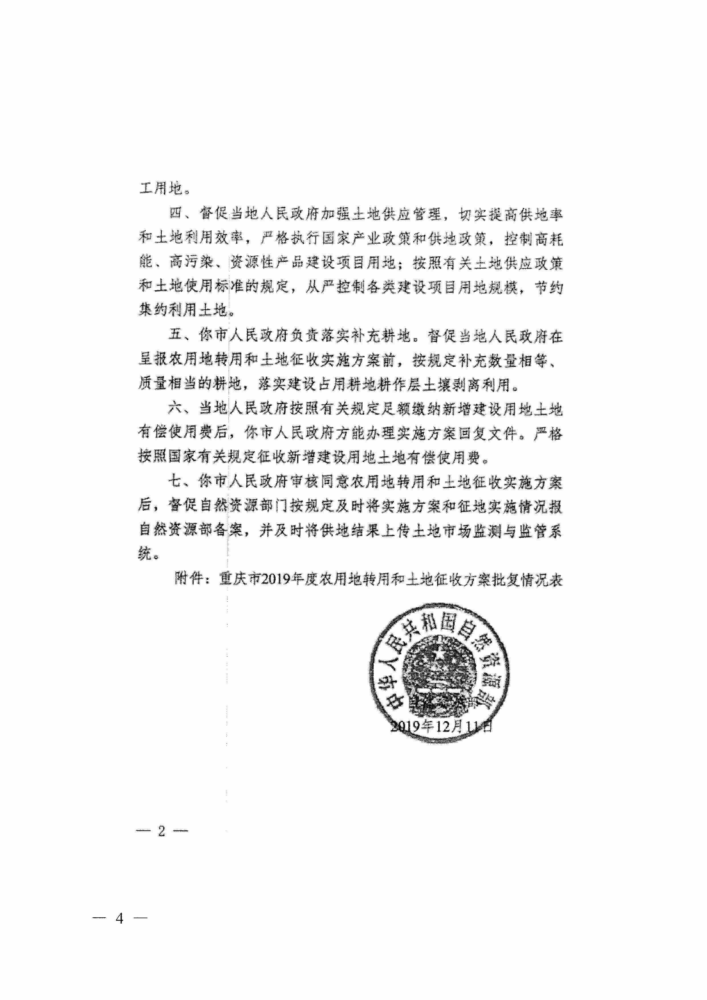 工用地。
四、督促当地人民政府加强土地供应管理，切实提高供地率
和土地利用效率，严格执行国家产业政策和供地政策，控制高耗
能、高污染、资源性产品建设项目用地；按照有关土地供应政策
和土地使用标准的规定，从严控制各类建设项目用地规模，节约
集约利用土地。
五、你市人民政府负责落实补充耕地。督促当地人民政府在
呈报农用地转用和土地征收实施方案前，按规定补充数量相等、
质量相当的耕地，落实建设占用耕地耕作层土壤剥离利用。
六、当地人民政府按照有关规定足额缴纳新增建设用地土地
有偿使用费后，你市人民政府方能办理实施方案回复文件。严格
按照国家有关规定征收新增建设用地土地有偿使用费。
七、你市人民政府审核同意农用地转用和土地征收实施方案
后，督促自然资源部门按规定及时将实施方案和征地实施情况报
自然资源部备案，并及时将供地结果上传土地市场监测与监管系
统。
附件：重庆市2019年度农用地转用和土地征收方案批复情况表
中华人民共和国自然资源部
2019年12月11日
— 2 —
— 4 —